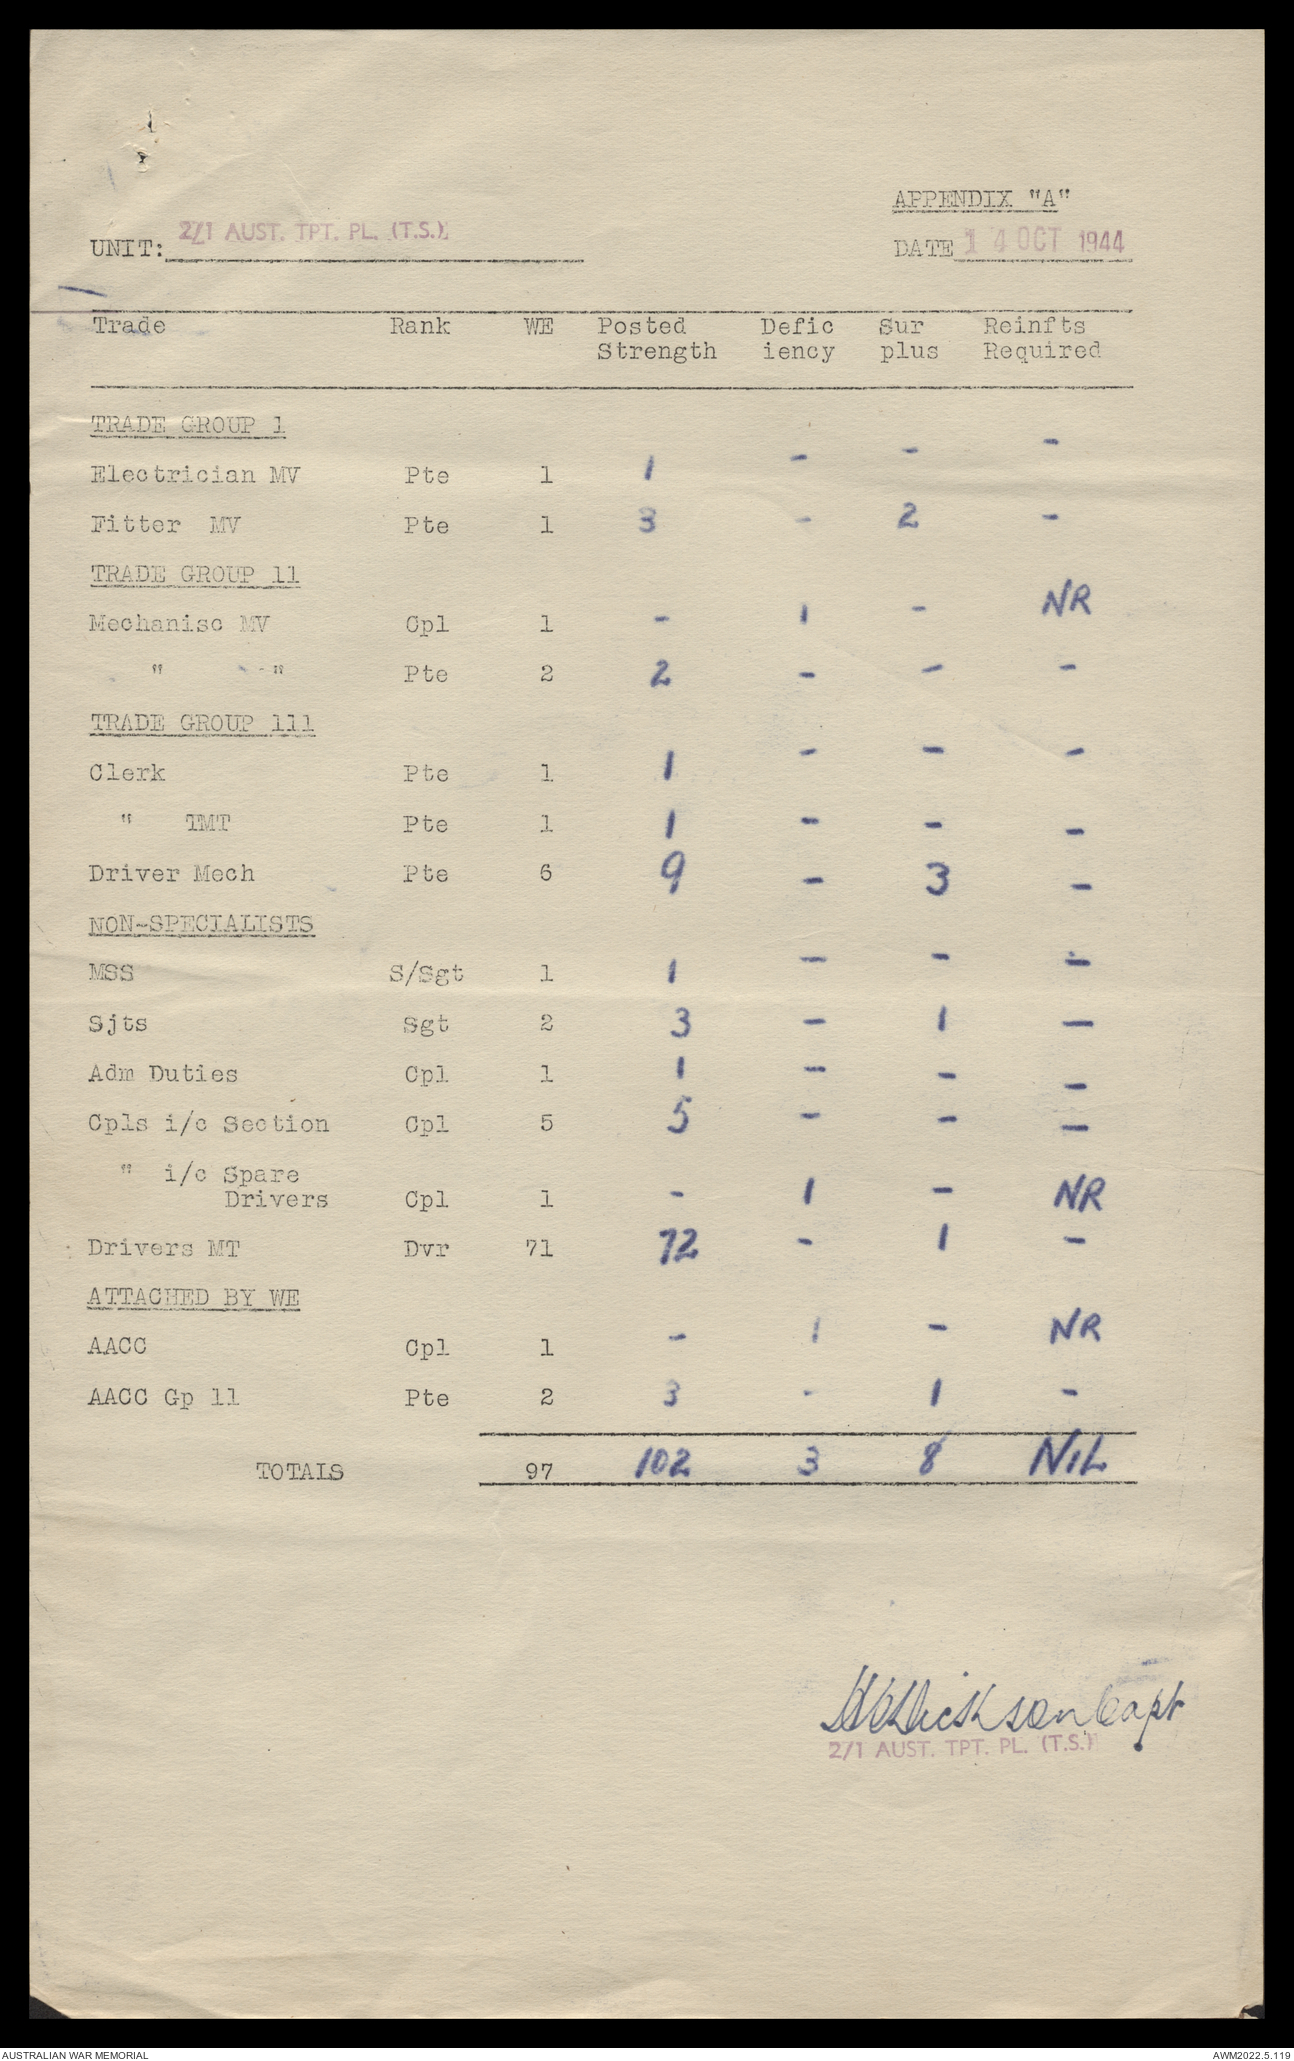 APPENDIX "A"
UNIT: 2/1 AUST. TPT. PL. (T.S.) DATE 14 OCT 1944
Trade Rank WE Posted Defic Sur Reinfts
Strength iency plus Required
TRADE GROUP 1
Electrician MV Pte 1 1 - - -
Fitter MV Pte 1 3 - 2 -
TRADE GROUP 11
Mechanisc MV Cpl 1 - 1 - NR
" - " Pte 2 2 - - -
TRADE GROUP 111
Clerk Pte 1 1 - - -
" TMT Pte 1 1 - - -
Driver Mech Pte 6 9 - 3 -
NON-SPECIALISTS
MSS S/Sgt 1 1 - - -
Sjts Sgt 2 3 - 1 -
Adm Duties Cpl 1 1 - - -
Cpls i/c Section Cpl 5 5 - - -
" i/c Spare
Drivers Cpl 1 - 1 - NR
Drivers MT Dvr 71 72 - 1 -
ATTACHED BY WE
AACC Cpl 1 - 1 - NR
AACC Gp 11 Pte 2 3 - 1 -
TOTALS 97 102 3 8 NIL
Dickson Capt
2/1 AUST. TPT. PL. (T.S.)
AUSTRALIAN WAR MEMORIAL AWM2022.5.119